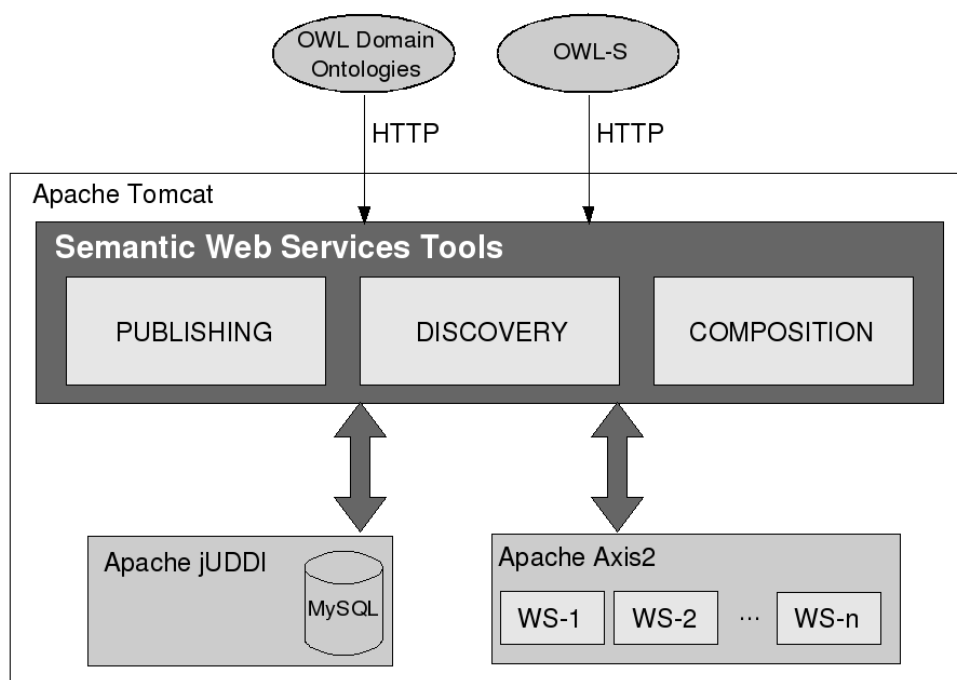 OWL Domain
Ontologies
OWL-S
HTTP
HTTP
Apache Tomcat
Semantic Web Services Tools
PUBLISHING
DISCOVERY
COMPOSITION
Apache jUDDI
MySQL
Apache Axis2
WS-1
WS-2
...
WS-n